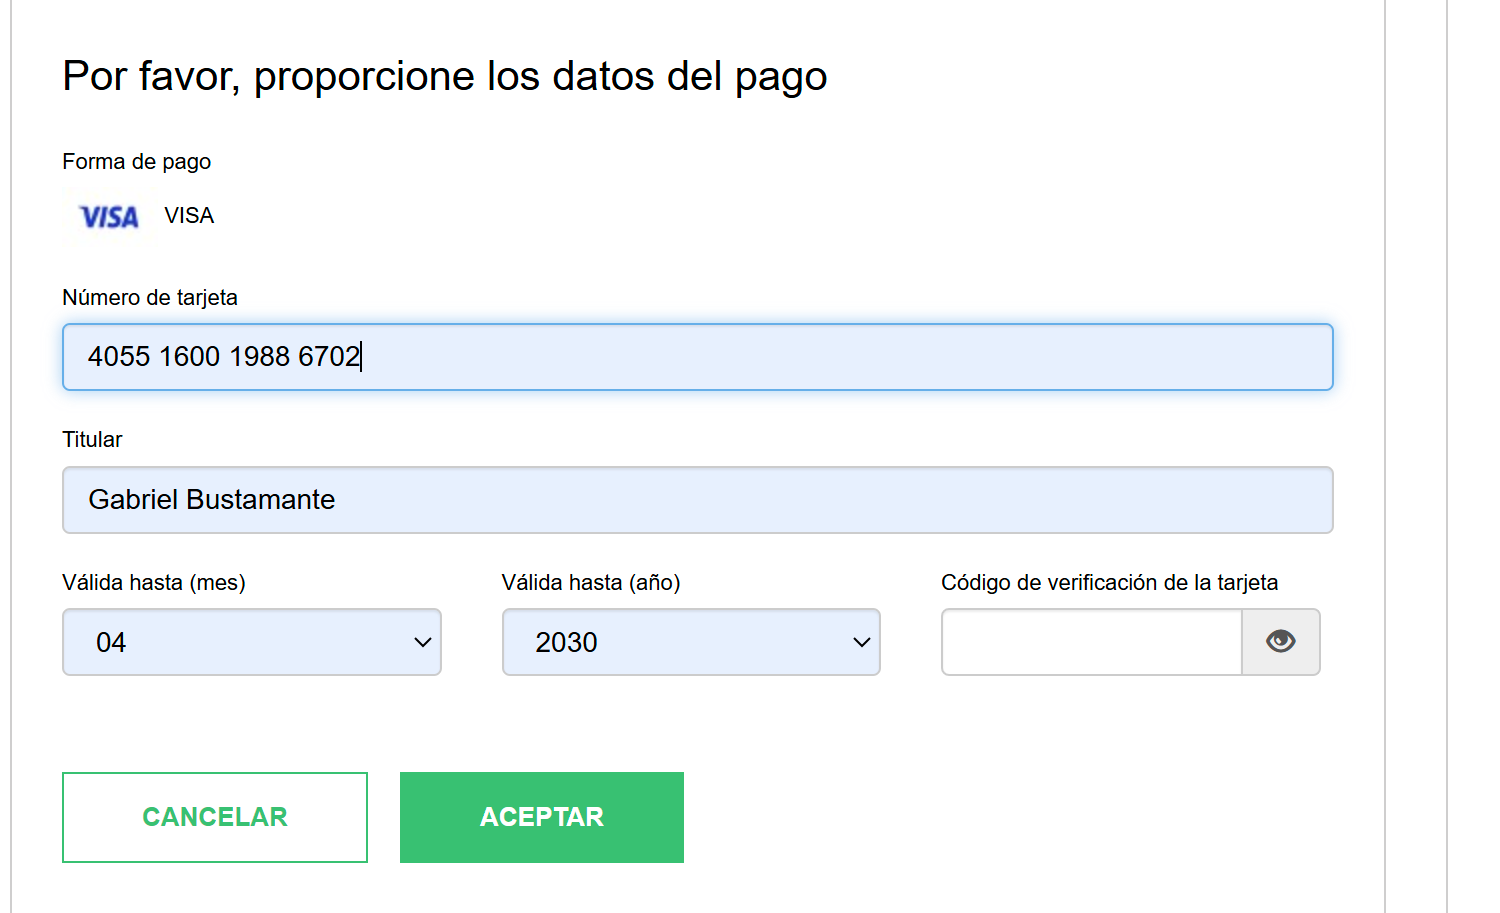 Por favor, proporcione los datos del pago
Forma de pago
VISA VISA
Número de tarjeta
4055 1600 1988 6702
Titular
Gabriel Bustamante
Válida hasta (mes) Válida hasta (año) Código de verificación de la tarjeta
04 2030
CANCELAR ACEPTAR